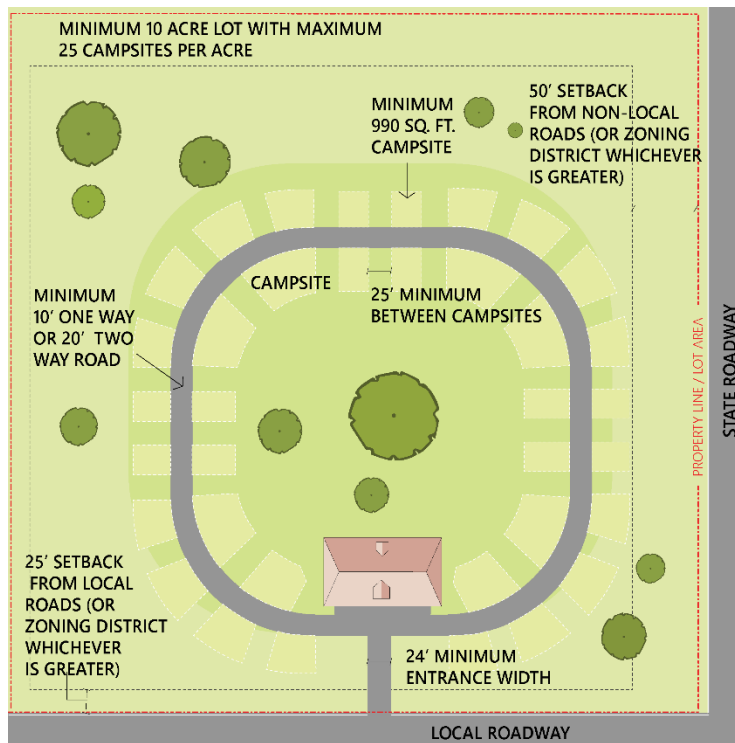 MINIMUM 10 ACRE LOT WITH MAXIMUM
25 CAMPSITES PER ACRE
MINIMUM
990 SQ. FT.
CAMPSITE
50' SETBACK
FROM NON-LOCAL
ROADS (OR ZONING
DISTRICT WHICHEVER
IS GREATER)
CAMPSITE
25' MINIMUM
BETWEEN CAMPSITES
MINIMUM
10' ONE WAY
OR 20' TWO
WAY ROAD
PROPERTY LINE / LOT AREA
STATE ROADWAY
25' SETBACK
FROM LOCAL
ROADS (OR
ZONING DISTRICT
WHICHEVER
IS GREATER)
24' MINIMUM
ENTRANCE WIDTH
LOCAL ROADWAY